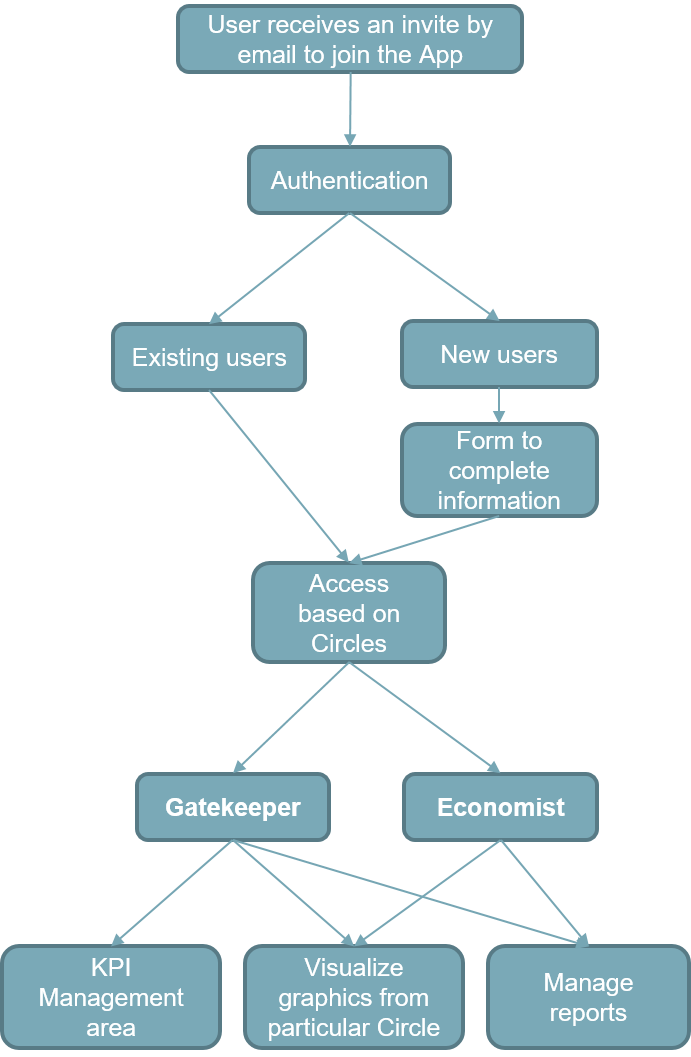 User receives an invite by
email to join the App
Authentication
Existing users
New users
Form to
complete
information
Access
based on
Circles
Gatekeeper
Economist
KPI
Management
area
Visualize
graphics from
particular Circle
Manage
reports